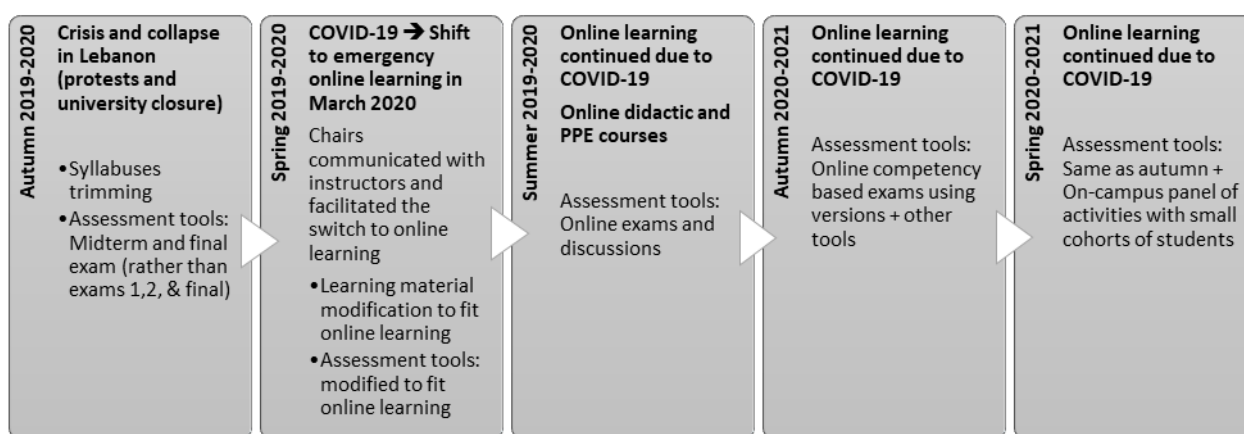 Autumn 2019-2020
Crisis and collapse
in Lebanon
(protests and
university closure)
•Syllabuses
trimming
•Assessment tools:
Midterm and final
exam (rather than
exams 1,2, & final)
Spring 2019-2020
COVID-19 ➔ Shift
to emergency
online learning in
March 2020
Chairs
communicated with
instructors and
facilitated the
switch to online
learning
•Learning material
modification to fit
online learning
•Assessment tools:
modified to fit
online learning
Summer 2019-2020
Online learning
continued due to
COVID-19
Online didactic and
PPE courses
Assessment tools:
Online exams and
discussions
Autumn 2020-2021
Online learning
continued due to
COVID-19
Assessment tools:
Online competency
based exams using
versions + other
tools
Spring 2020-2021
Online learning
continued due to
COVID-19
Assessment tools:
Same as autumn +
On-campus panel of
activities with small
cohorts of students